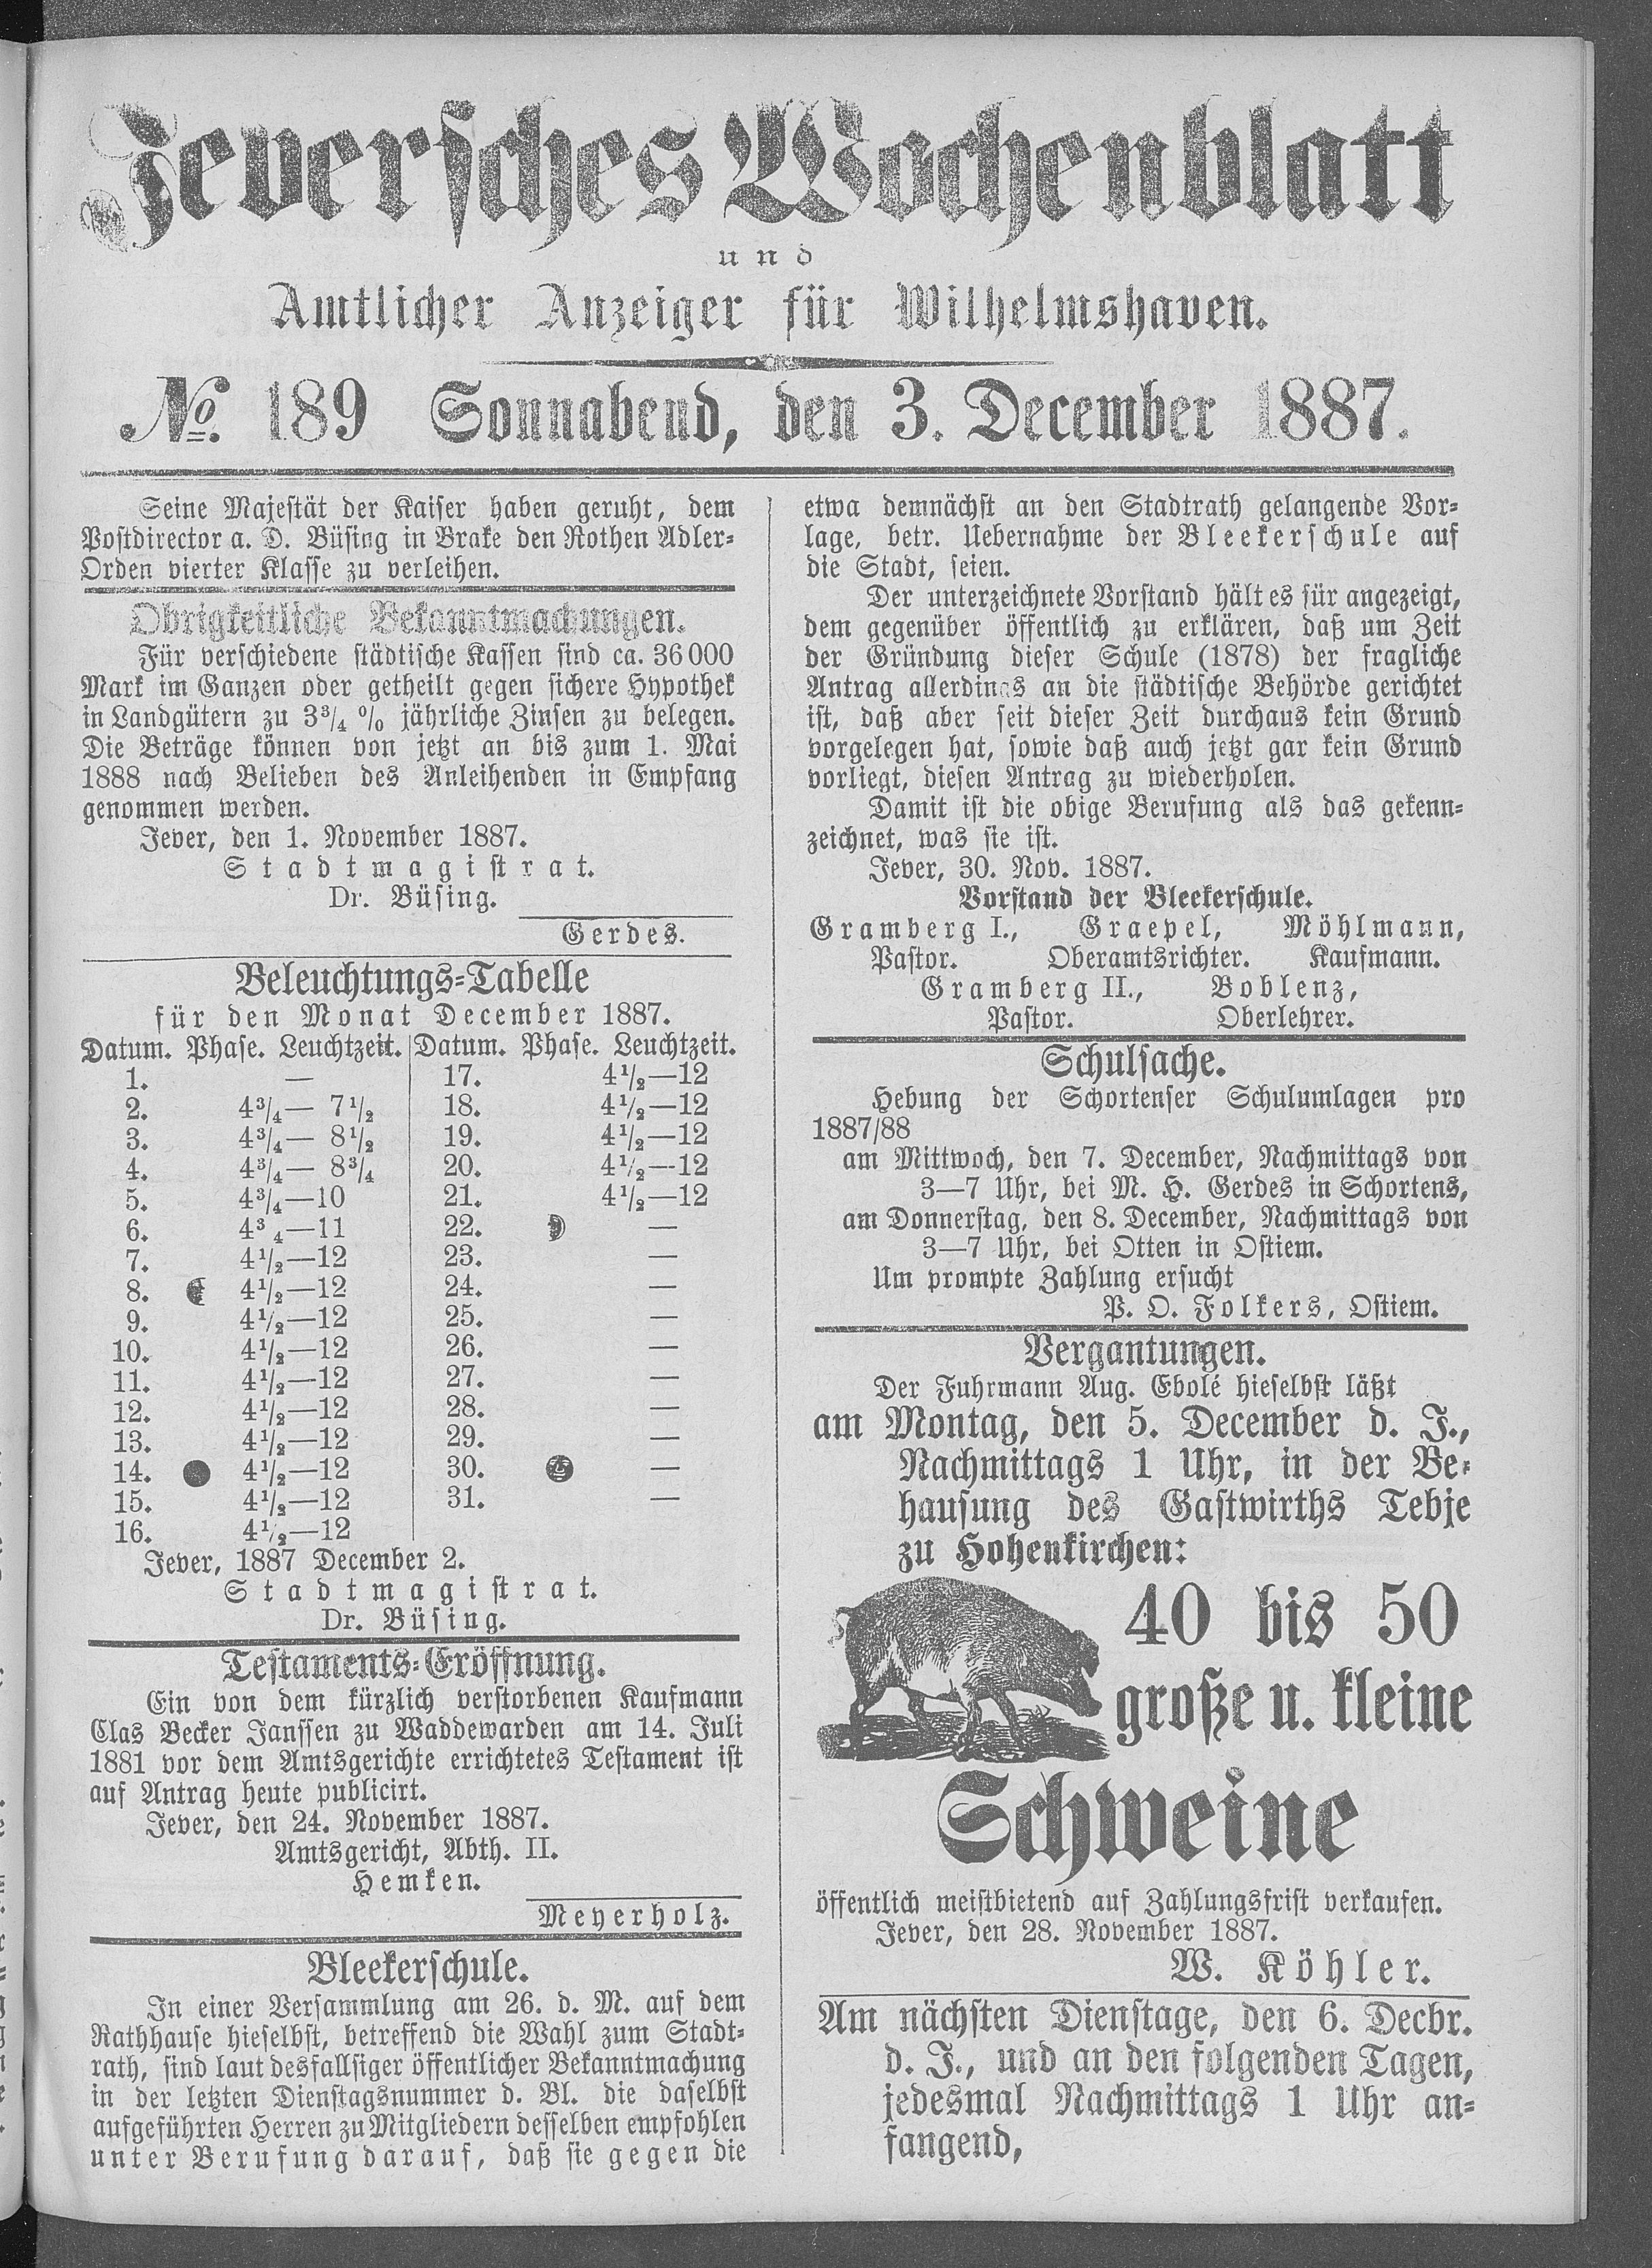 Jeversches Wochenblatt
und
Amtlicher Anzeiger für Wilhelmshaven.
№. 189 Sonnabend, den 3. December 1887.
Seine Majestät der Kaiser haben geruht, dem
Postdirector a. D. Büsing in Brake den Rothen Adler-
Orden vierter Klasse zu verleihen.
Obrigkeitliche Bekanntmachungen.
Für verschiedene städtische Kassen sind ca. 36 000
Mark im Ganzen oder getheilt gegen sichere Hypothek
in Landgütern zu 3¾ % jährliche Zinsen zu belegen.
Die Beträge können von jetzt an bis zum 1. Mai
1888 nach Belieben des Anleihenden in Empfang
genommen werden.
Jever, den 1. November 1887.
Stadtmagistrat.
Dr. Büsing.
Gerdes.
Beleuchtungs-Tabelle
für den Monat December 1887.
Datum. Phase. Leuchtzeit. Datum. Phase. Leuchtzeit.
1. — 17. 4½—12
2. 4¾— 7½ 18. 4½—12
3. 4¾— 8½ 19. 4½—12
4. 4¾— 8¾ 20. 4½—12
5. 4¾—10 21. 4½—12
6. 4¾—11 22. ☽ —
7. 4½—12 23. —
8. ☾ 4½—12 24. —
9. 4½—12 25. —
10. 4½—12 26. —
11. 4½—12 27. —
12. 4½—12 28. —
13. 4½—12 29. —
14. ● 4½—12 30. —
15. 4½—12 31. —
16. 4½—12
Jever, 1887 December 2.
Stadtmagistrat.
Dr. Büsing.
Testaments-Eröffnung.
Ein von dem kürzlich verstorbenen Kaufmann
Clas Becker Janssen zu Waddewarden am 14. Juli
1881 vor dem Amtsgerichte errichtetes Testament ist
auf Antrag heute publicirt.
Jever, den 24. November 1887.
Amtsgericht, Abth. II.
Hemken.
Meyerholz.
Bleekerschule.
In einer Versammlung am 26. d. M. auf dem
Rathhause hieselbst, betreffend die Wahl zum Stadt-
rath, sind laut desfallsiger öffentlicher Bekanntmachung
in der letzten Dienstagsnummer d. Bl. die daselbst
aufgeführten Herren zu Mitgliedern desselben empfohlen
unter Berufung darauf, daß sie gegen die
etwa demnächst an den Stadtrath gelangende Vor-
lage, betr. Uebernahme der Bleekerschule auf
die Stadt, seien.
Der unterzeichnete Vorstand hält es für angezeigt,
dem gegenüber öffentlich zu erklären, daß um Zeit
der Gründung dieser Schule (1878) der fragliche
Antrag allerdings an die städtische Behörde gerichtet
ist, daß aber seit dieser Zeit durchaus kein Grund
vorgelegen hat, sowie daß auch jetzt gar kein Grund
vorliegt, diesen Antrag zu wiederholen.
Damit ist die obige Berufung als das gekenn-
zeichnet, was sie ist.
Jever, 30. Nov. 1887.
Vorstand der Bleekerschule.
Gramberg I., Graepel, Möhlmann,
Pastor. Oberamtsrichter. Kaufmann.
Gramberg II., Boblenz,
Pastor. Oberlehrer.
Schulsache.
Hebung der Schortenser Schulumlagen pro
1887/88
am Mittwoch, den 7. December, Nachmittags von
3—7 Uhr, bei M. H. Gerdes in Schortens,
am Donnerstag, den 8. December, Nachmittags von
3—7 Uhr, bei Otten in Ostiem.
Um prompte Zahlung ersucht
P. O. Folkers, Ostiem.
Vergantungen.
Der Fuhrmann Aug. Ebolé hieselbst läßt
am Montag, den 5. December d. J.,
Nachmittags 1 Uhr, in der Be-
hausung des Gastwirths Tebje
zu Hohenkirchen:
40 bis 50
große u. kleine
Schweine
öffentlich meistbietend auf Zahlungsfrist verkaufen.
Jever, den 28. November 1887.
W. Köhler.
Am nächsten Dienstage, den 6. Decbr.
d. J., und an den folgenden Tagen,
jedesmal Nachmittags 1 Uhr an-
fangend,